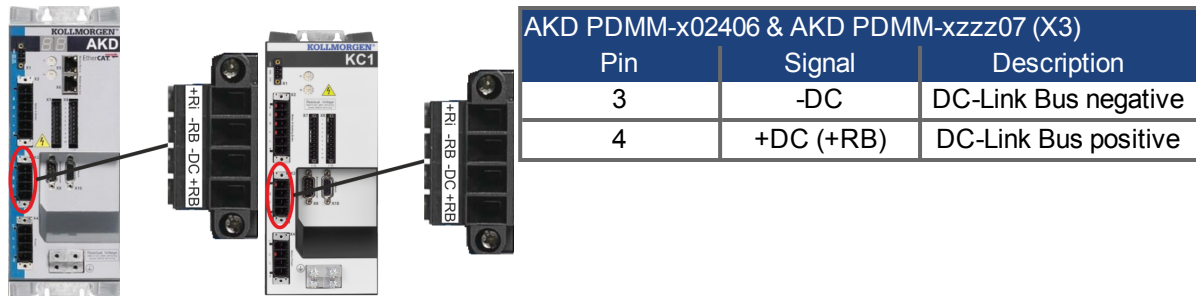 KOLLMORGEN
AKD
EtherCAT
+Ri -RB -DC +RB
KOLLMORGEN
KC1
+Ri -RB -DC +RB
AKD PDMM-x02406 & AKD PDMM-xzzz07 (X3)
Pin Signal Description
3 -DC DC-Link Bus negative
4 +DC (+RB) DC-Link Bus positive